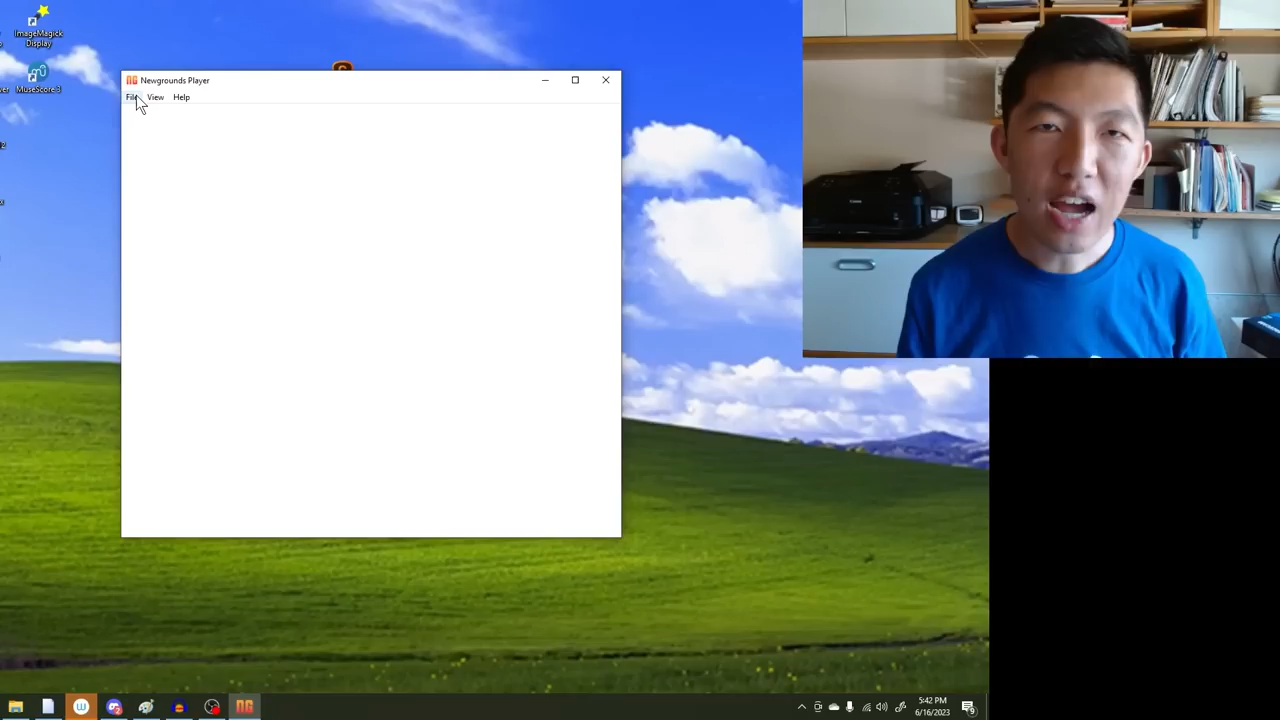 ImageMagick
Display
MuseScore 3
Newgrounds Player
File View Help
5:42 PM
6/16/2023